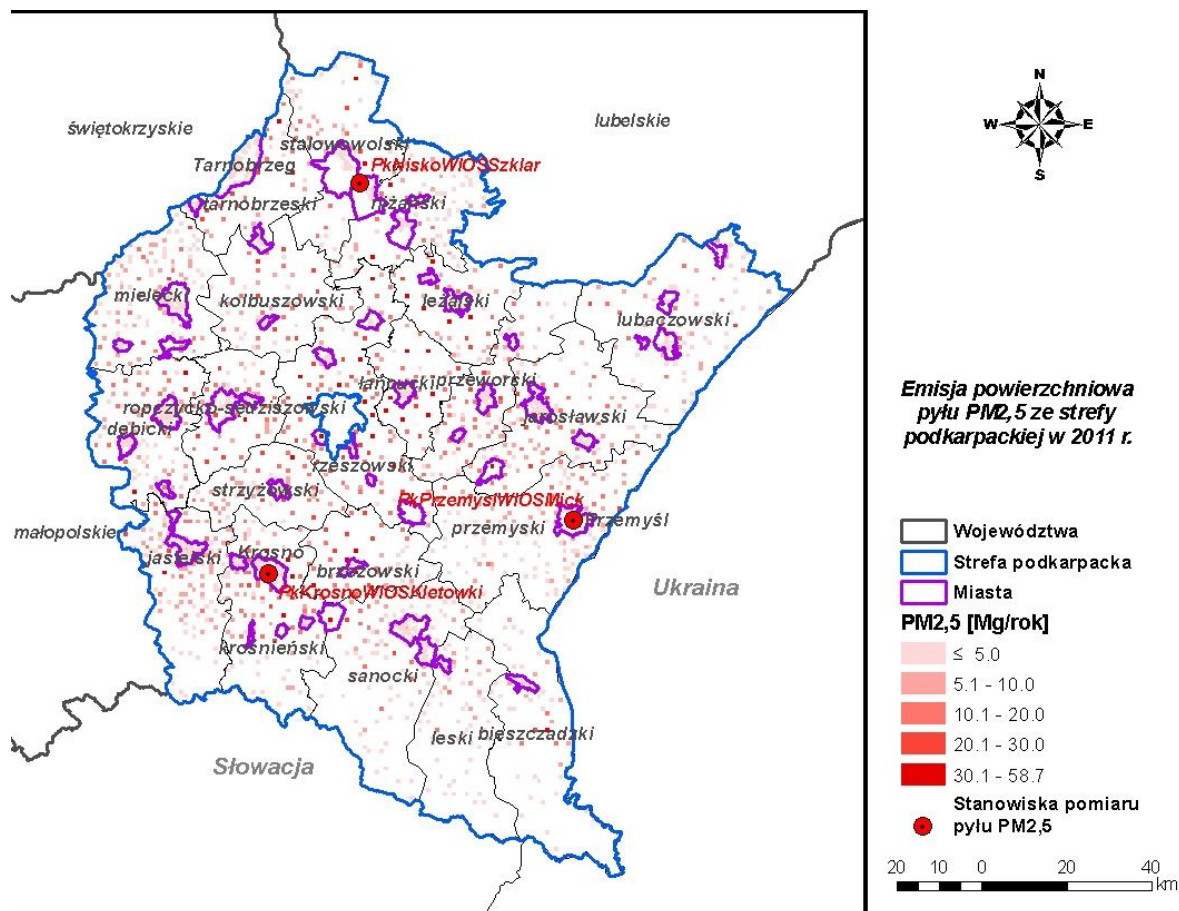 świętokrzyskie
lubelskie
stalowowolski
Tarnobrzeg
PkNiskoWIOSSzklar
tarnobrzeski
niżański
mielecki
kolbuszowski
leżajski
lubaczowski
łańcucki
przeworski
ropczycko-sędziszowski
jarosławski
dębicki
rzeszowski
strzyżowski
PkPrzemyslWIOSMick
przemyski
Przemyśl
małopolskie
jasielski
Krosno
brzozowski
PkKrosnoWIOSKletowki
Ukraina
krośnieński
sanocki
leski
bieszczadzki
Słowacja
N
W
E
S
Emisja powierzchniowa
pyłu PM2,5 ze strefy
podkarpackiej w 2011 r.
Województwa
Strefa podkarpacka
Miasta
PM2,5 [Mg/rok]
≤ 5.0
5.1 - 10.0
10.1 - 20.0
20.1 - 30.0
30.1 - 58.7
Stanowiska pomiaru
pyłu PM2,5
20 10 0 20 40
km